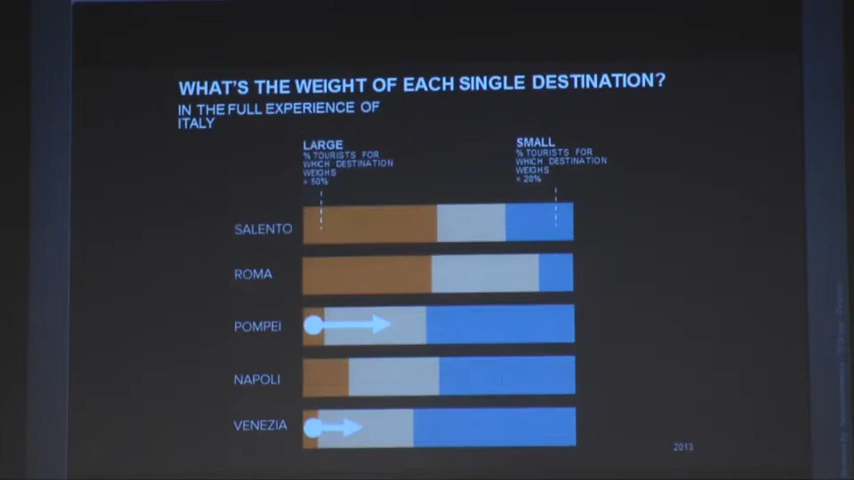 WHAT'S THE WEIGHT OF EACH SINGLE DESTINATION?
IN THE FULL EXPERIENCE OF
ITALY
LARGE
% TOURISTS FOR
WHICH DESTINATION
WEIGHS
> 50%
SMALL
% TOURISTS FOR
WHICH DESTINATION
WEIGHS
< 20%
SALENTO
ROMA
POMPEI
NAPOLI
VENEZIA
2013